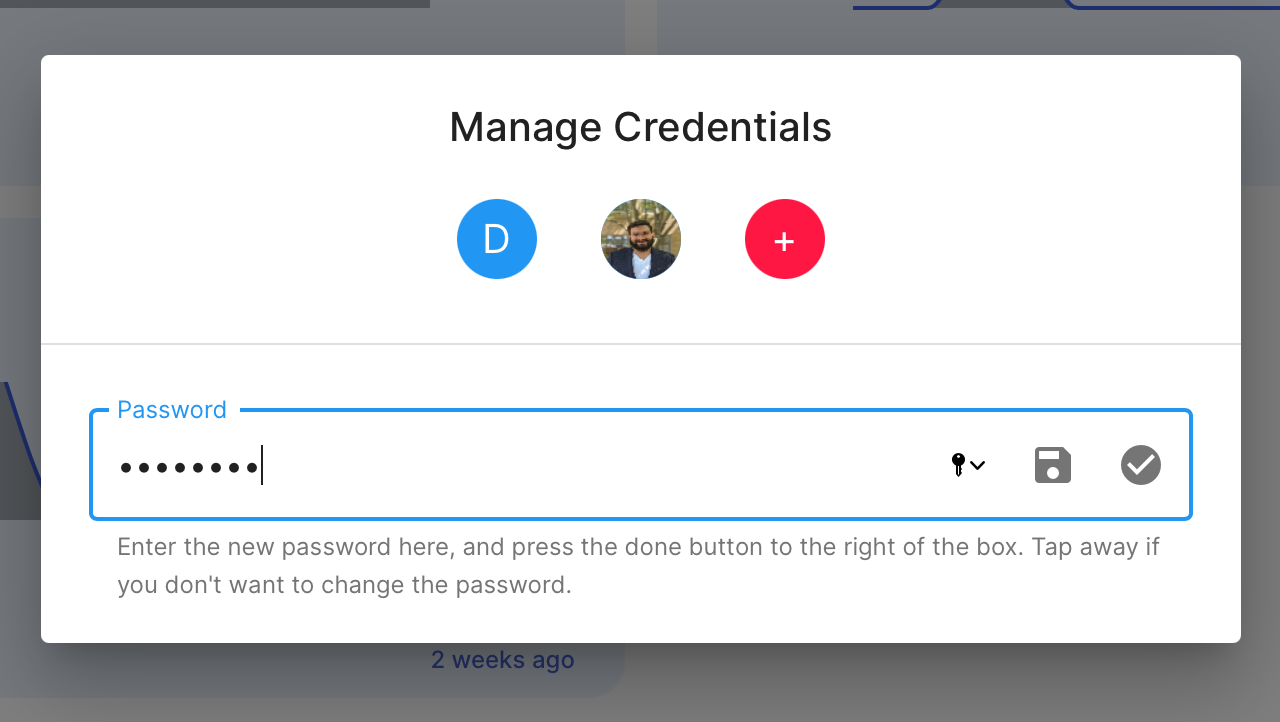 Manage Credentials
D
+
Password
••••••••
Enter the new password here, and press the done button to the right of the box. Tap away if
you don't want to change the password.
2 weeks ago